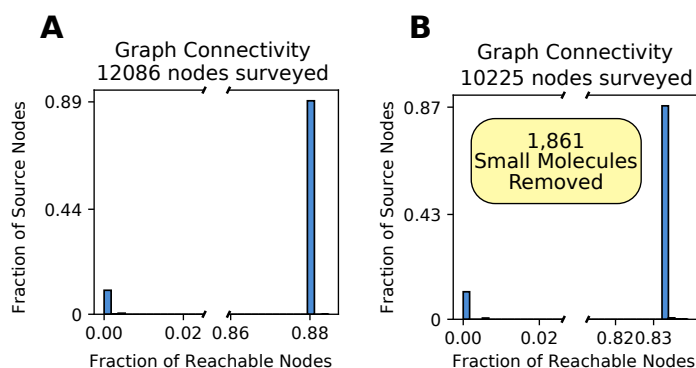 A
Graph Connectivity
12086 nodes surveyed
Fraction of Source Nodes
0.89
0.44
0
0.00
0.02
0.86
0.88
Fraction of Reachable Nodes
B
Graph Connectivity
10225 nodes surveyed
Fraction of Source Nodes
0.87
0.43
0
1,861
Small Molecules
Removed
0.00
0.02
0.82
0.83
Fraction of Reachable Nodes